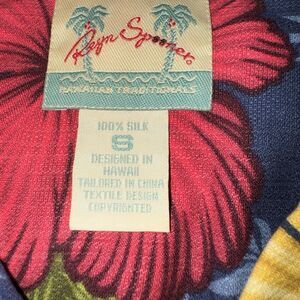 Reyn Spooner
HAWAIIAN TRADITIONALS
100% SILK
S
DESIGNED IN
HAWAII
TAILORED IN CHINA
TEXTILE DESIGN
COPYRIGHTED